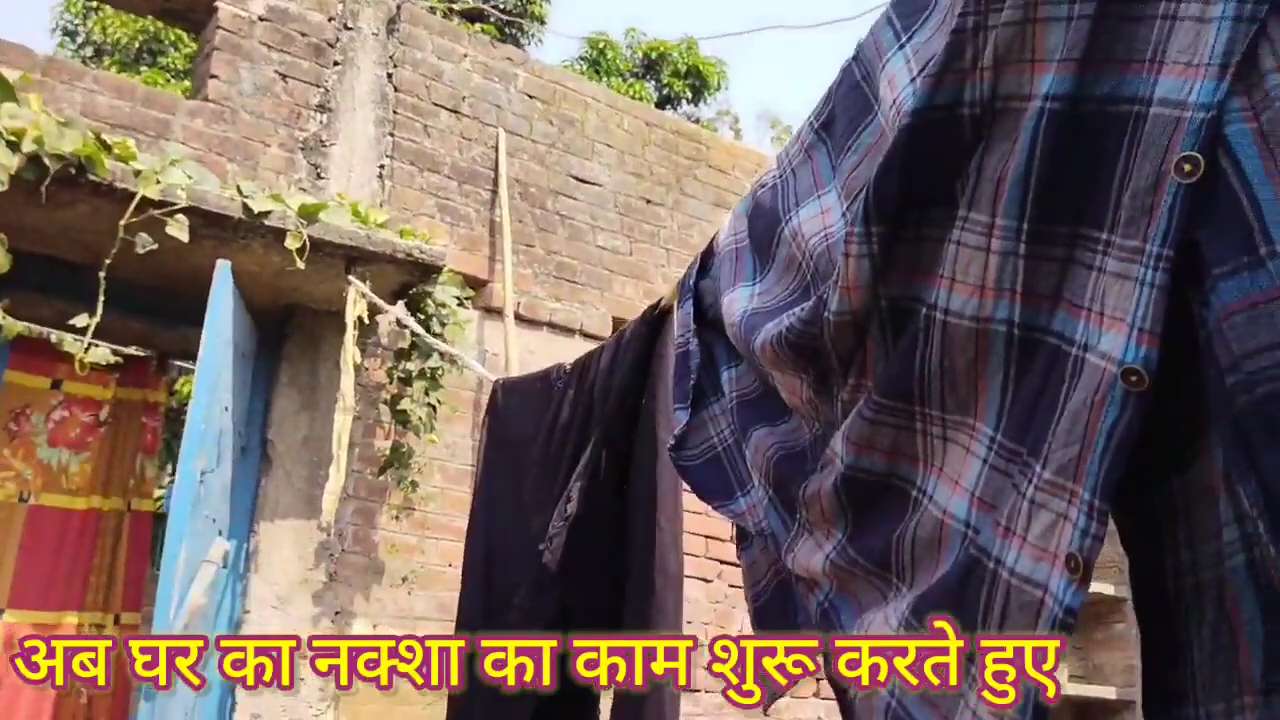 अब घर का नक्शा का काम शुरू करते हुए